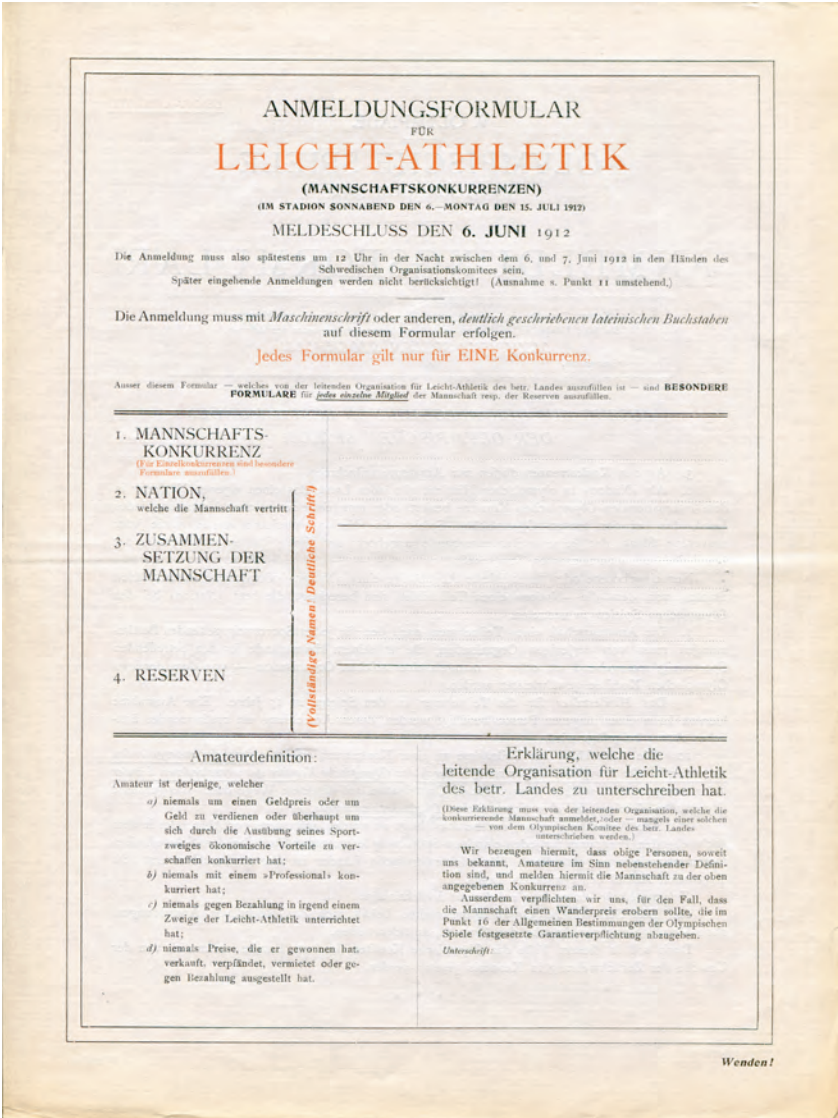 ANMELDUNGSFORMULAR
FÜR
LEICHT-ATHLETIK
(MANNSCHAFTSKONKURRENZEN)
(IM STADION SONNABEND DEN 6.—MONTAG DEN 15. JULI 1912)
MELDESCHLUSS DEN 6. JUNI 1912
Die Anmeldung muss also spätestens um 12 Uhr in der Nacht zwischen dem 6. und 7. Juni 1912 in den Händen des
Schwedischen Organisationskomitees sein.
Später eingehende Anmeldungen werden nicht berücksichtigt! (Ausnahme s. Punkt 11 umstehend.)
Die Anmeldung muss mit Maschinenschrift oder anderen, deutlich geschriebenen lateinischen Buchstaben
auf diesem Formular erfolgen.
Jedes Formular gilt nur für EINE Konkurrenz.
Ausser diesem Formular — welches von der leitenden Organisation für Leicht-Athletik des betr. Landes auszufüllen ist — sind BESONDERE
FORMULARE für jedes einzelne Mitglied der Mannschaft resp. der Reserven auszufüllen.
1. MANNSCHAFTS-
KONKURRENZ
(Für Einzelkonkurrenzen sind besondere
Formulare auszufüllen.)
2. NATION,
welche die Mannschaft vertritt
3. ZUSAMMEN-
SETZUNG DER
MANNSCHAFT
4. RESERVEN
(Vollständige Namen! Deutliche Schrift!)
Amateurdefinition:
Amateur ist derjenige, welcher
a) niemals um einen Geldpreis oder um
Geld zu verdienen oder überhaupt um
sich durch die Ausübung seines Sport-
zweiges ökonomische Vorteile zu ver-
schaffen konkurriert hat;
b) niemals mit einem »Professional« kon-
kurriert hat;
c) niemals gegen Bezahlung in irgend einem
Zweige der Leicht-Athletik unterrichtet
hat;
d) niemals Preise, die er gewonnen hat,
verkauft, verpfändet, vermietet oder ge-
gen Bezahlung ausgestellt hat.
Erklärung, welche die
leitende Organisation für Leicht-Athletik
des betr. Landes zu unterschreiben hat.
(Diese Erklärung muss von der leitenden Organisation, welche die
konkurrierende Mannschaft anmeldet, oder — mangels einer solchen
— von dem Olympischen Komitee des betr. Landes
unterschrieben werden.)
Wir bezeugen hiermit, dass obige Personen, soweit
uns bekannt, Amateure im Sinn nebenstehender Defini-
tion sind, und melden hiermit die Mannschaft zu der oben
angegebenen Konkurrenz an.
Ausserdem verpflichten wir uns, für den Fall, dass
die Mannschaft einen Wanderpreis erobern sollte, die im
Punkt 16 der Allgemeinen Bestimmungen der Olympischen
Spiele festgesetzte Garantieverpflichtung abzugeben.
Unterschrift:
Wenden!